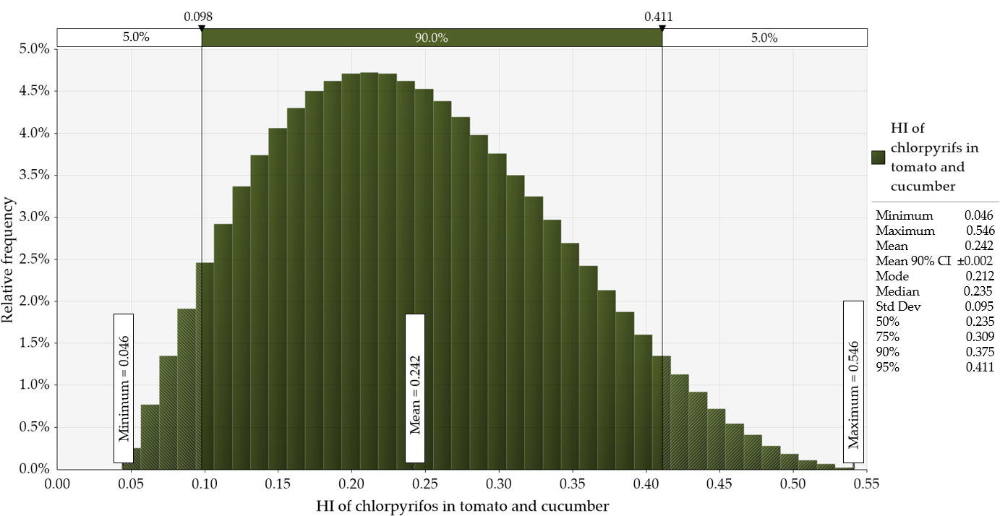 0.098
0.411
5.0%
90.0%
5.0%
5.0%
4.5%
4.0%
3.5%
3.0%
2.5%
2.0%
1.5%
1.0%
0.5%
0.0%
Relative frequency
Minimum = 0.046
Mean = 0.242
Maximum = 0.546
0.00
0.05
0.10
0.15
0.20
0.25
0.30
0.35
0.40
0.45
0.50
0.55
HI of chlorpyrifos in tomato and cucumber
HI of
chlorpyrifs in
tomato and
cucumber
Minimum 0.046
Maximum 0.546
Mean 0.242
Mean 90% CI ±0.002
Mode 0.212
Median 0.235
Std Dev 0.095
50% 0.235
75% 0.309
90% 0.375
95% 0.411